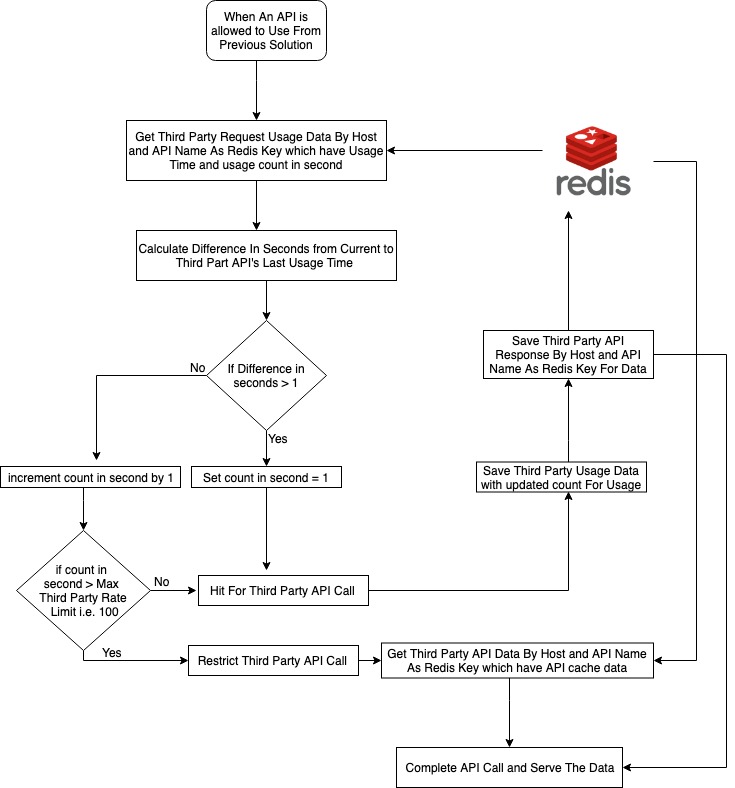 When An API is
allowed to Use From
Previous Solution
Get Third Party Request Usage Data By Host
and API Name As Redis Key which have Usage
Time and usage count in second
redis
Calculate Difference In Seconds from Current to
Third Part API's Last Usage Time
Save Third Party API
Response By Host and API
Name As Redis Key For Data
If Difference in
seconds > 1
No
Yes
increment count in second by 1
Set count in second = 1
Save Third Party Usage Data
with updated count For Usage
if count in
second > Max
Third Party Rate
Limit i.e. 100
No
Hit For Third Party API Call
Yes
Restrict Third Party API Call
Get Third Party API Data By Host and API Name
As Redis Key which have API cache data
Complete API Call and Serve The Data